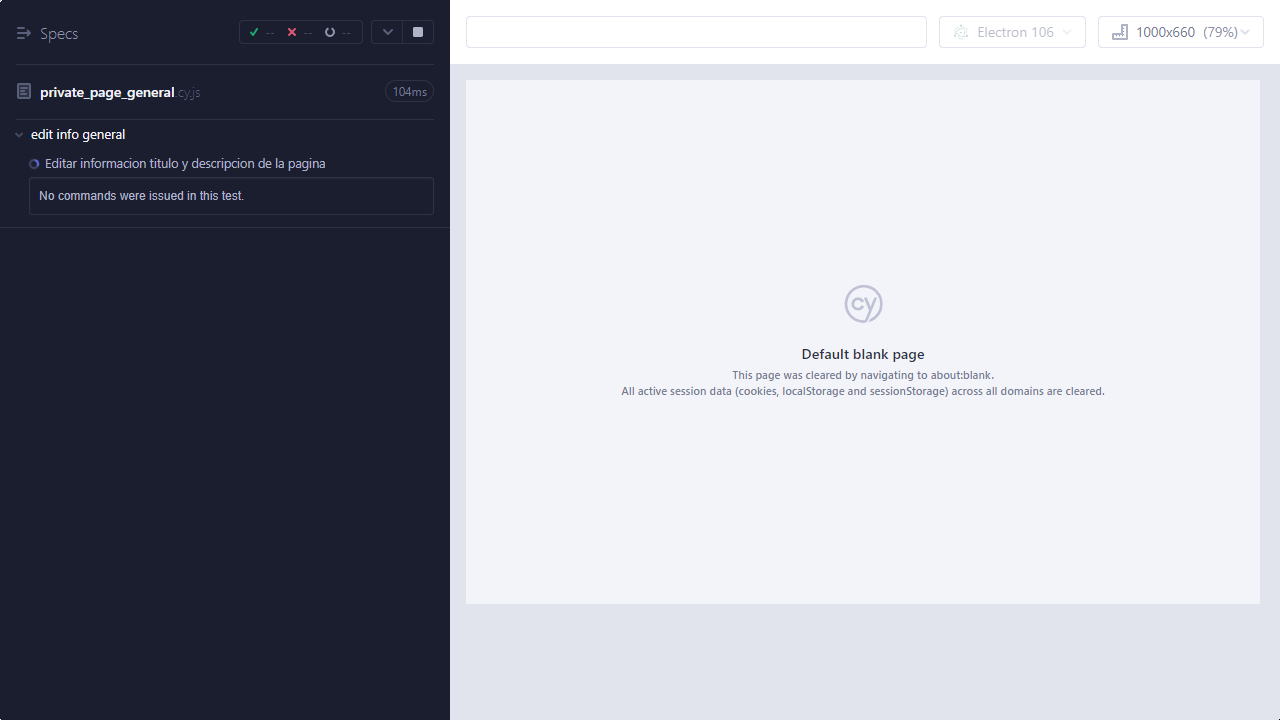 Specs
-- -- --
private_page_general.cy.js
104ms
edit info general
Editar informacion titulo y descripcion de la pagina
No commands were issued in this test.
Electron 106
1000x660 (79%)
cy
Default blank page
This page was cleared by navigating to about:blank.
All active session data (cookies, localStorage and sessionStorage) across all domains are cleared.